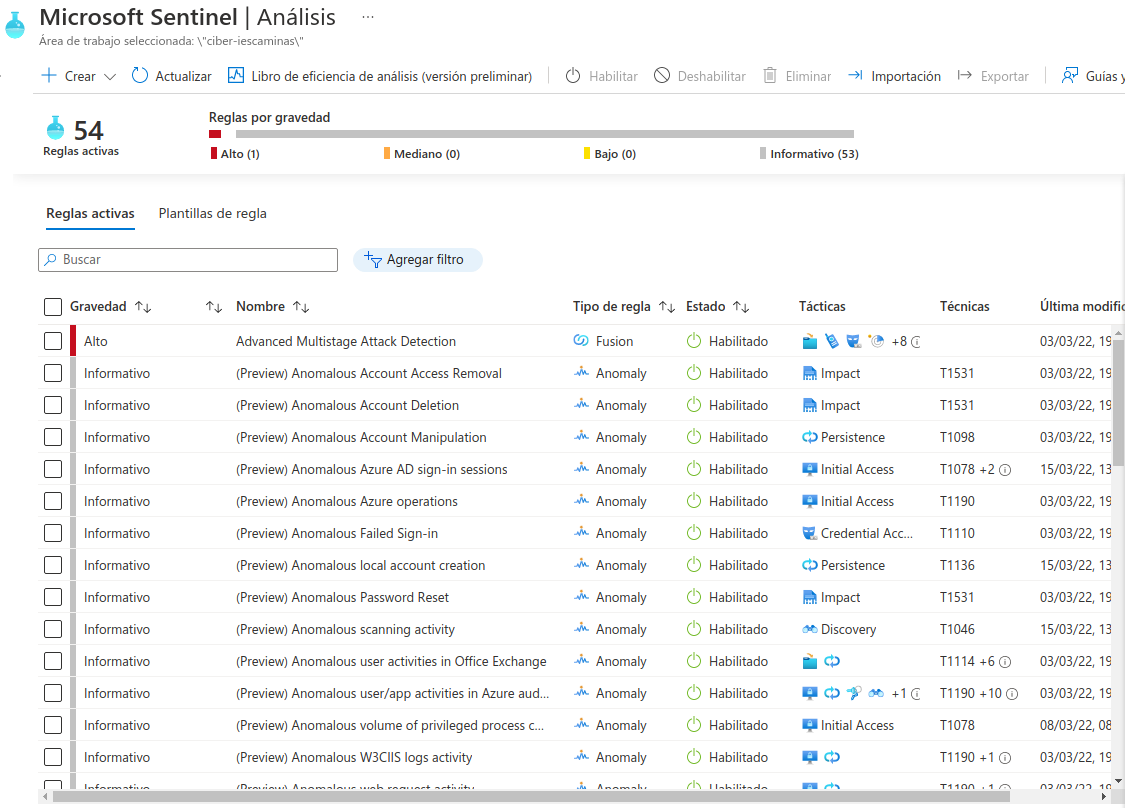 Microsoft Sentinel | Análisis ...
Área de trabajo seleccionada: \"ciber-iescaminas\"
Crear Actualizar Libro de eficiencia de análisis (versión preliminar) Habilitar Deshabilitar Eliminar Importación Exportar Guías y
54
Reglas activas
Reglas por gravedad
Alto (1) Mediano (0) Bajo (0) Informativo (53)
Reglas activas Plantillas de regla
Buscar Agregar filtro
Gravedad Nombre Tipo de regla Estado Tácticas Técnicas Última modific
Alto Advanced Multistage Attack Detection Fusion Habilitado +8 03/03/22, 19
Informativo (Preview) Anomalous Account Access Removal Anomaly Habilitado Impact T1531 03/03/22, 19
Informativo (Preview) Anomalous Account Deletion Anomaly Habilitado Impact T1531 03/03/22, 19
Informativo (Preview) Anomalous Account Manipulation Anomaly Habilitado Persistence T1098 03/03/22, 19
Informativo (Preview) Anomalous Azure AD sign-in sessions Anomaly Habilitado Initial Access T1078 +2 15/03/22, 13
Informativo (Preview) Anomalous Azure operations Anomaly Habilitado Initial Access T1190 03/03/22, 19
Informativo (Preview) Anomalous Failed Sign-in Anomaly Habilitado Credential Acc... T1110 03/03/22, 19
Informativo (Preview) Anomalous local account creation Anomaly Habilitado Persistence T1136 15/03/22, 13
Informativo (Preview) Anomalous Password Reset Anomaly Habilitado Impact T1531 03/03/22, 19
Informativo (Preview) Anomalous scanning activity Anomaly Habilitado Discovery T1046 15/03/22, 13
Informativo (Preview) Anomalous user activities in Office Exchange Anomaly Habilitado T1114 +6 03/03/22, 19
Informativo (Preview) Anomalous user/app activities in Azure aud... Anomaly Habilitado +1 T1190 +10 03/03/22, 19
Informativo (Preview) Anomalous volume of privileged process c... Anomaly Habilitado Initial Access T1078 08/03/22, 08
Informativo (Preview) Anomalous W3CIIS logs activity Anomaly Habilitado T1190 +1 03/03/22, 19
Informativo (Preview) Anomalous web request activity Anomaly Habilitado T1190 +1 03/03/22, 19